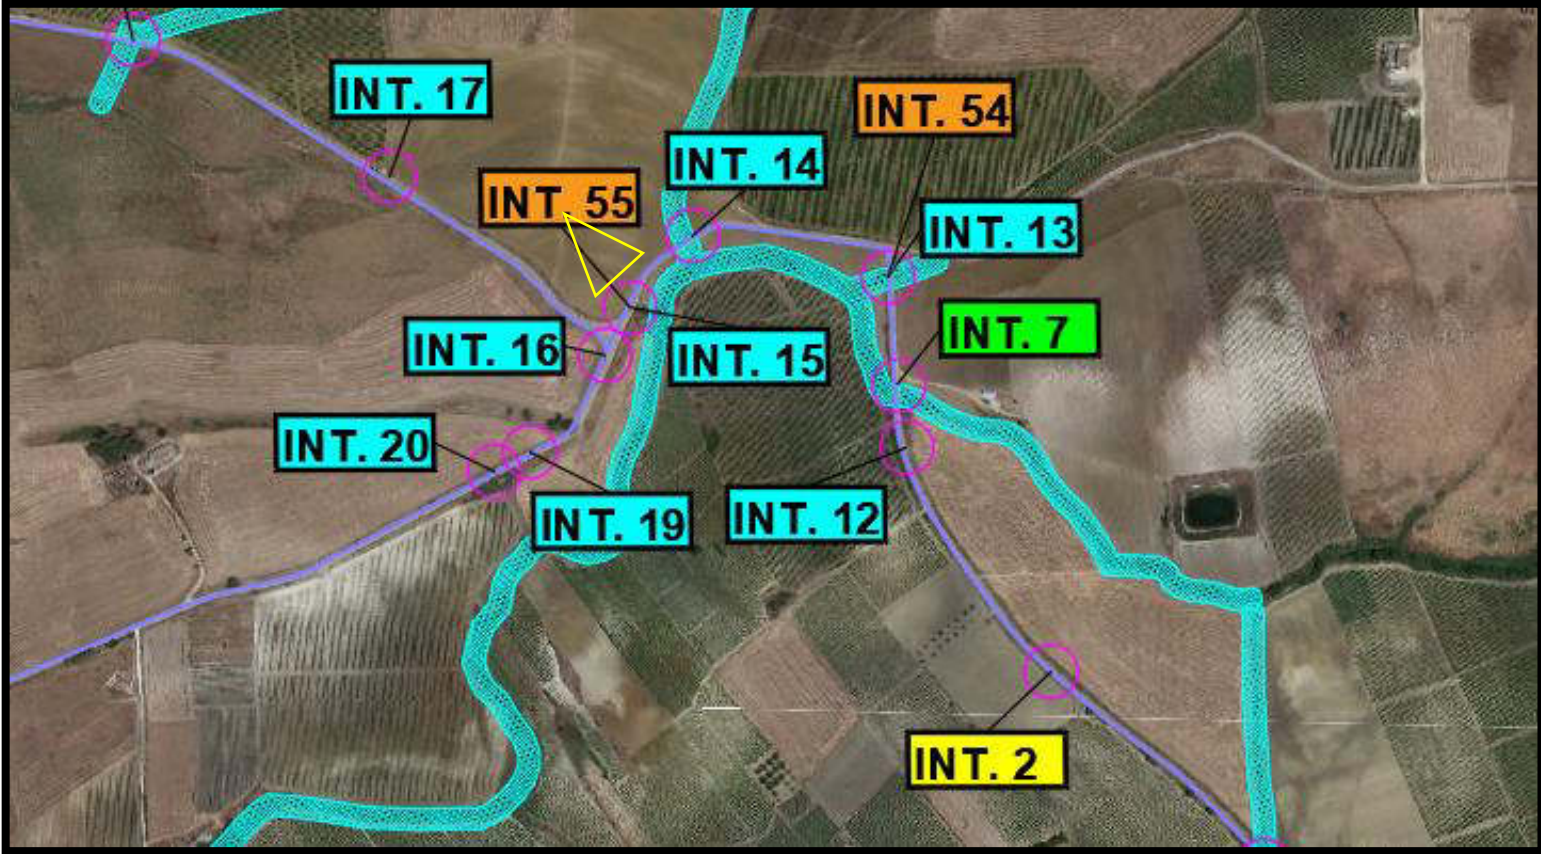 INT. 17
INT. 54
INT. 14
INT. 55
INT. 13
INT. 7
INT. 16
INT. 15
INT. 20
INT. 19
INT. 12
INT. 2